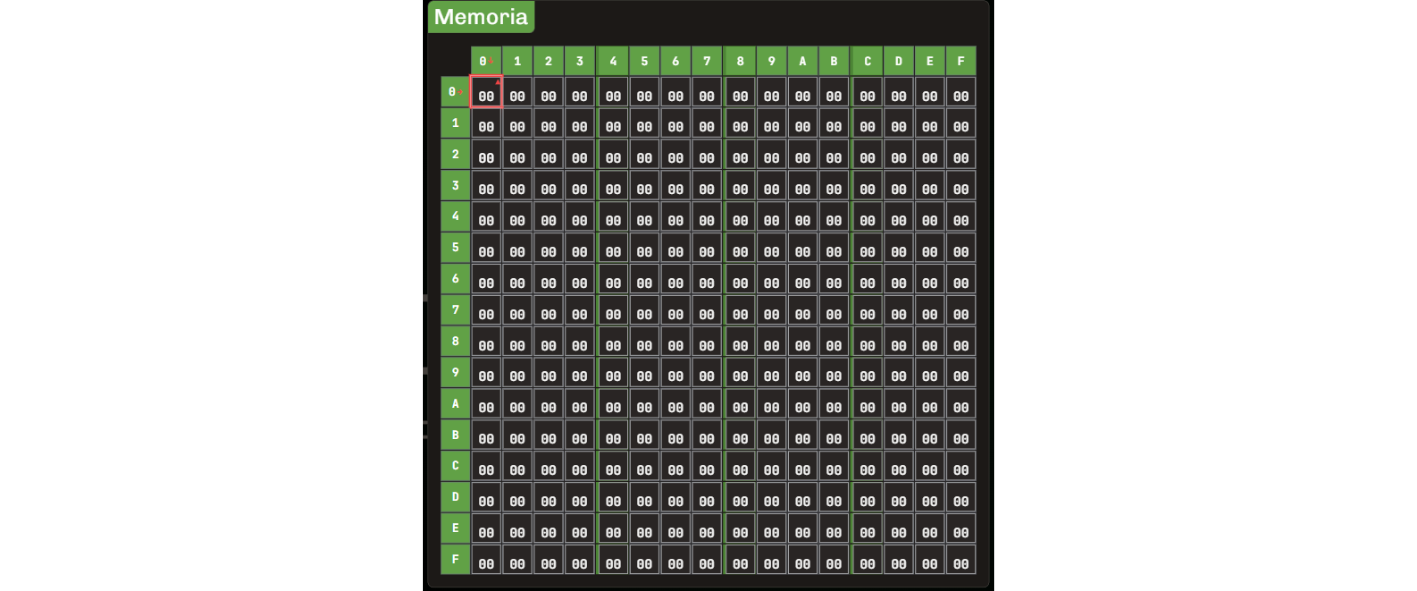 Memoria
0 1 2 3 4 5 6 7 8 9 A B C D E F
0 00 00 00 00 00 00 00 00 00 00 00 00 00 00 00 00
1 00 00 00 00 00 00 00 00 00 00 00 00 00 00 00 00
2 00 00 00 00 00 00 00 00 00 00 00 00 00 00 00 00
3 00 00 00 00 00 00 00 00 00 00 00 00 00 00 00 00
4 00 00 00 00 00 00 00 00 00 00 00 00 00 00 00 00
5 00 00 00 00 00 00 00 00 00 00 00 00 00 00 00 00
6 00 00 00 00 00 00 00 00 00 00 00 00 00 00 00 00
7 00 00 00 00 00 00 00 00 00 00 00 00 00 00 00 00
8 00 00 00 00 00 00 00 00 00 00 00 00 00 00 00 00
9 00 00 00 00 00 00 00 00 00 00 00 00 00 00 00 00
A 00 00 00 00 00 00 00 00 00 00 00 00 00 00 00 00
B 00 00 00 00 00 00 00 00 00 00 00 00 00 00 00 00
C 00 00 00 00 00 00 00 00 00 00 00 00 00 00 00 00
D 00 00 00 00 00 00 00 00 00 00 00 00 00 00 00 00
E 00 00 00 00 00 00 00 00 00 00 00 00 00 00 00 00
F 00 00 00 00 00 00 00 00 00 00 00 00 00 00 00 00